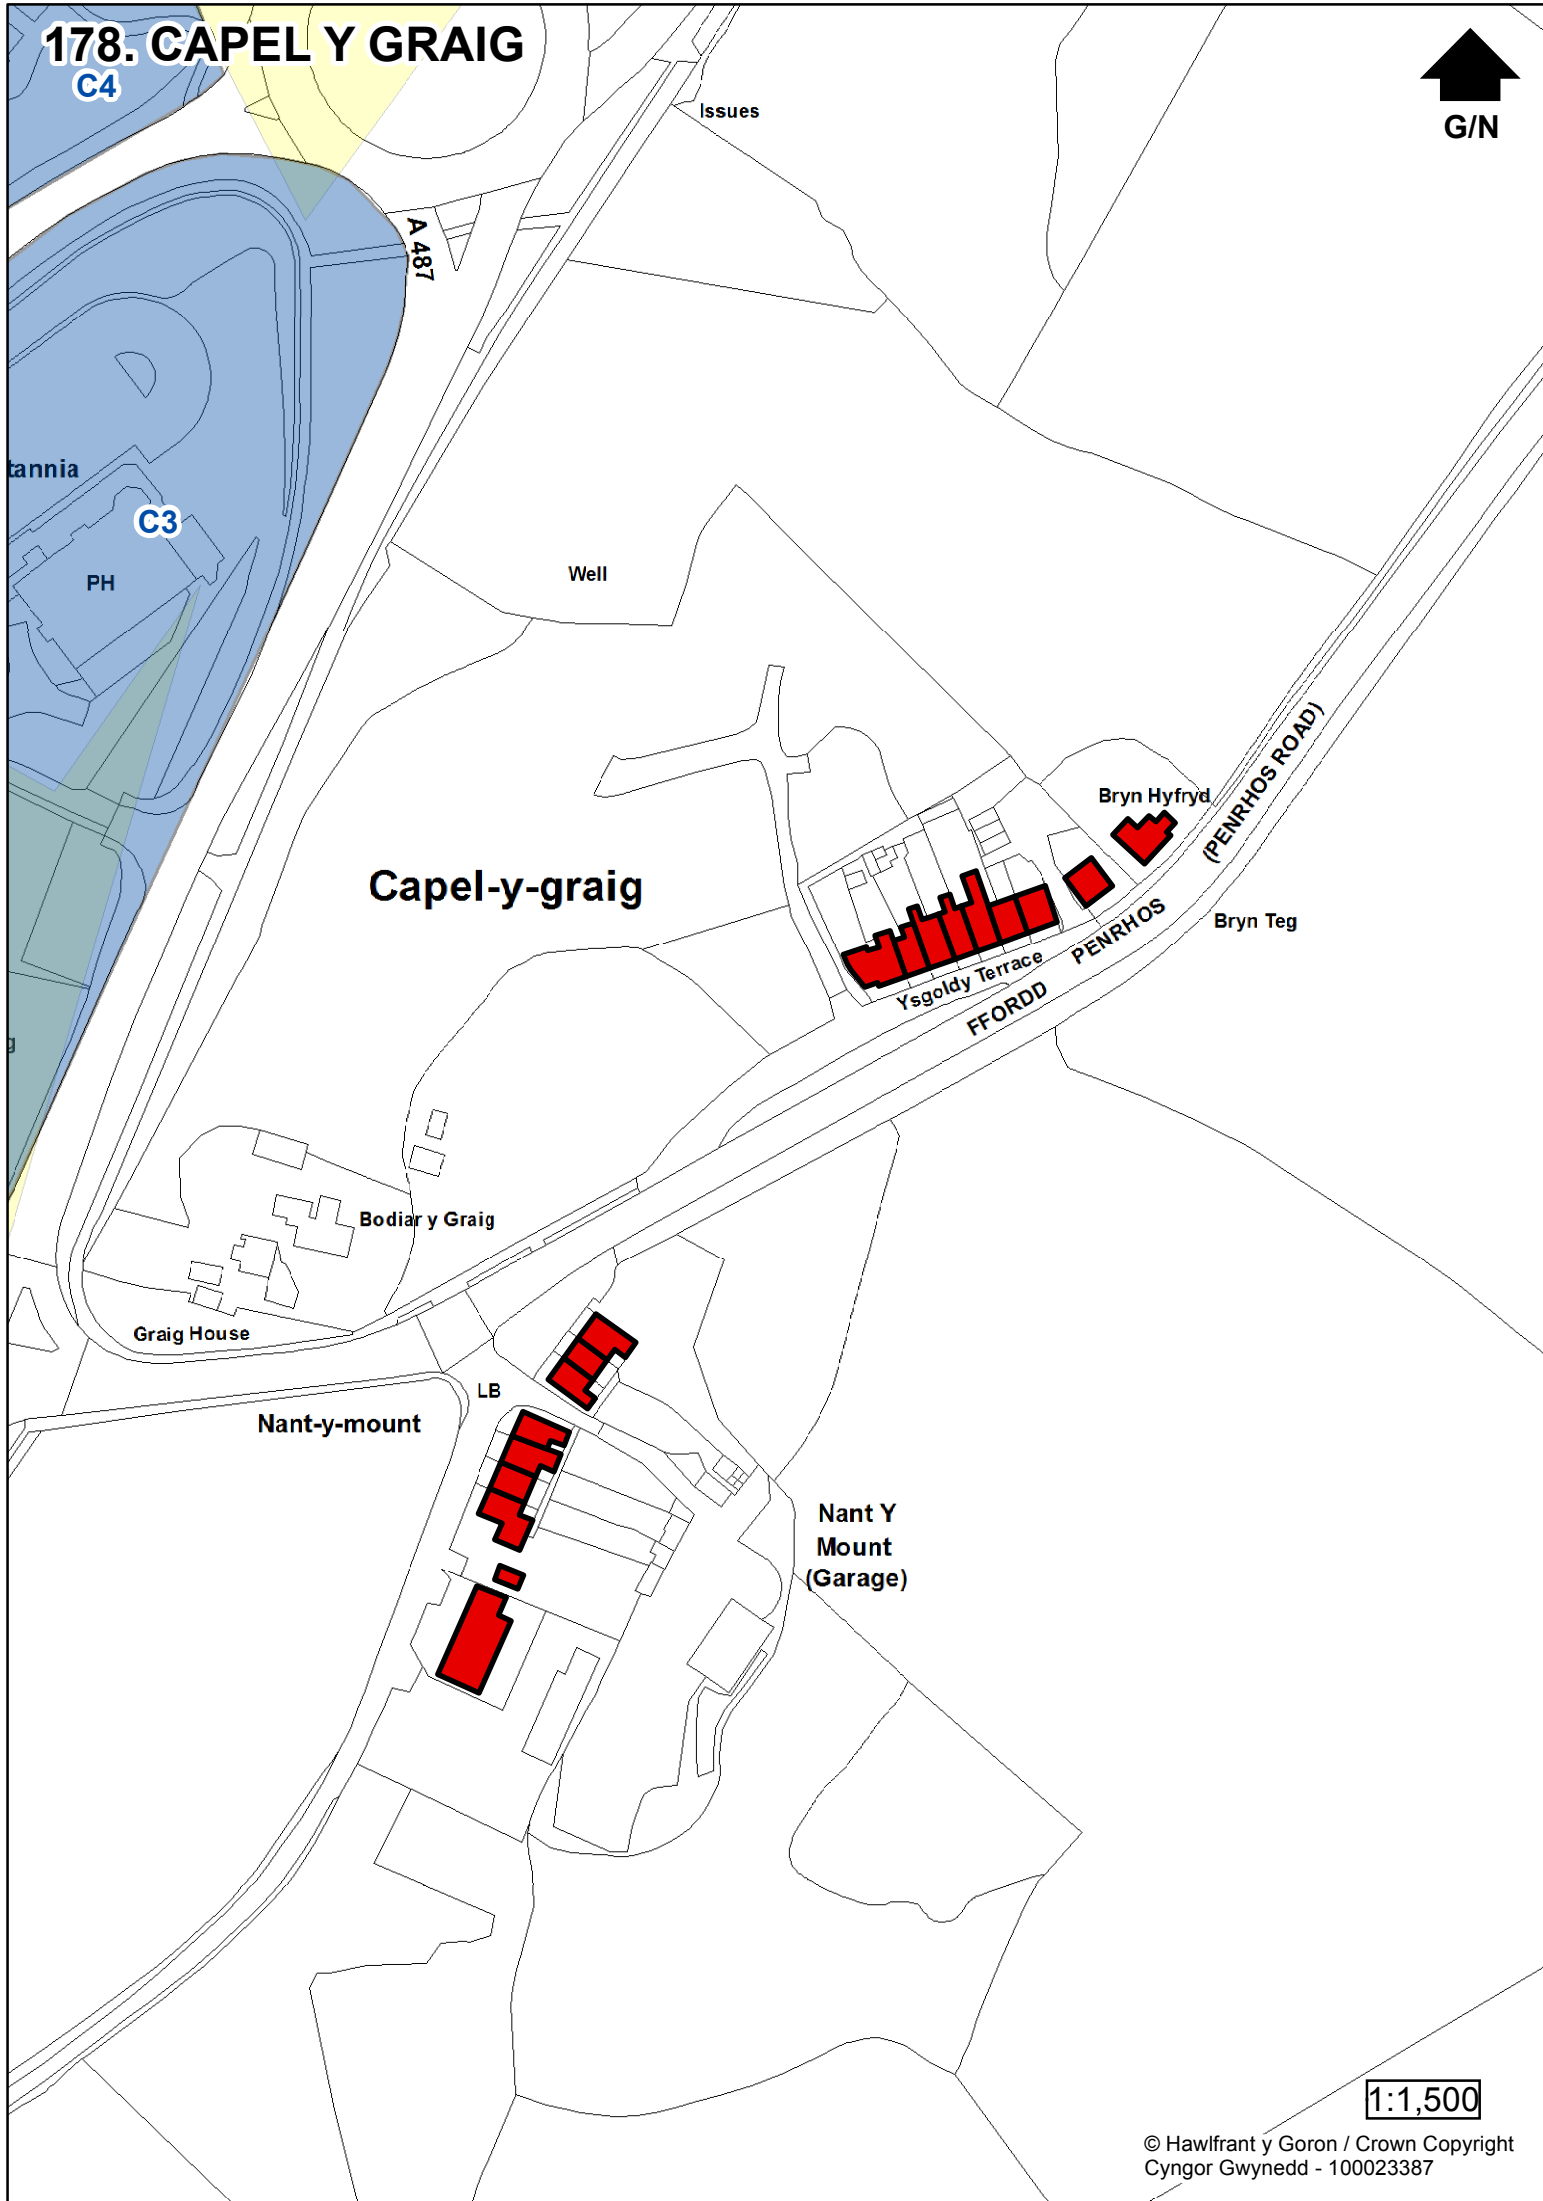 178. CAPEL Y GRAIG
C4
G/N
Issues
A 487
tannia
C3
PH
Well
Bryn Hyfryd
(PENRHOS ROAD)
Capel-y-graig
Bryn Teg
Ysgoldy Terrace
FFORDD PENRHOS
g
Bodiar y Graig
Graig House
LB
Nant-y-mount
Nant Y
Mount
(Garage)
1:1,500
© Hawlfrant y Goron / Crown Copyright
Cyngor Gwynedd - 100023387